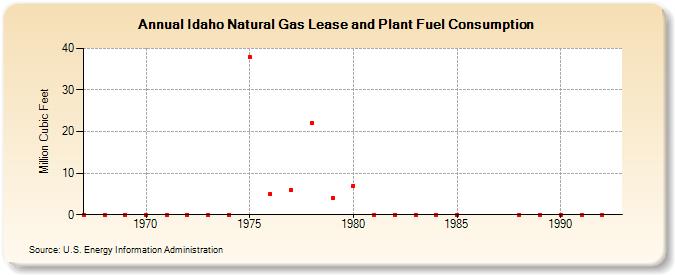 Annual Idaho Natural Gas Lease and Plant Fuel Consumption
Million Cubic Feet
40
30
20
10
0
1970 1975 1980 1985 1990
Source: U.S. Energy Information Administration